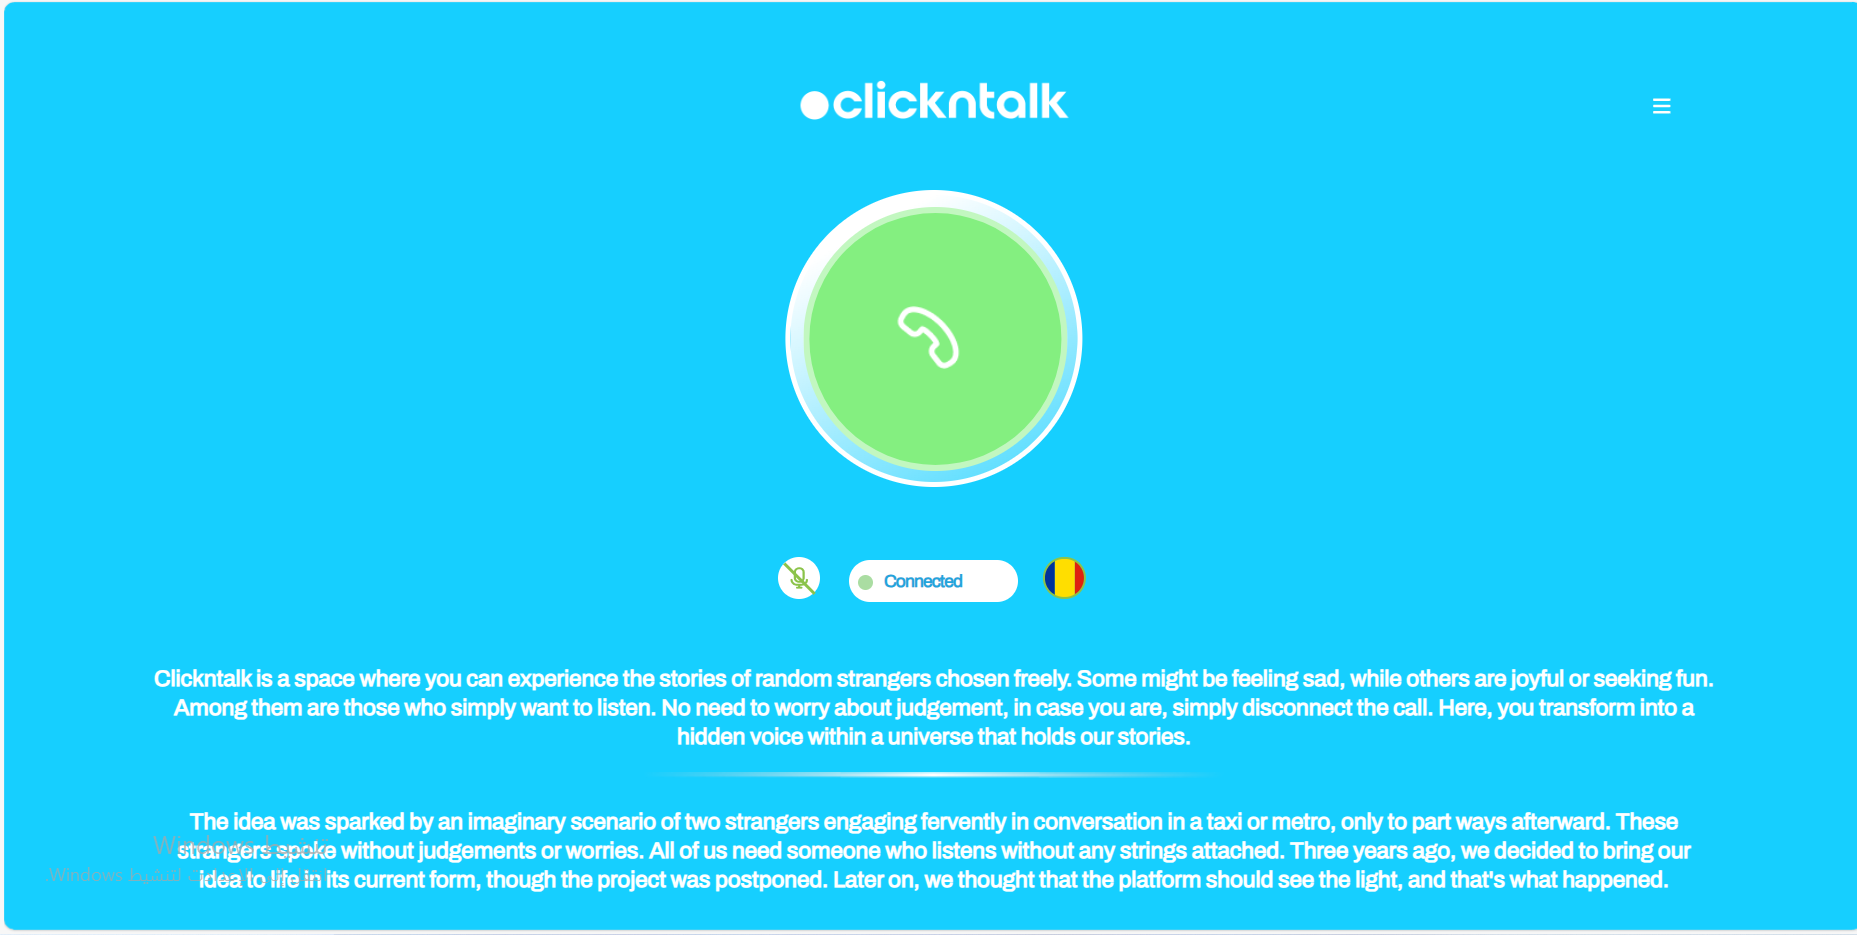 clickntalk
Connected
Clickntalk is a space where you can experience the stories of random strangers chosen freely. Some might be feeling sad, while others are joyful or seeking fun.
Among them are those who simply want to listen. No need to worry about judgement, in case you are, simply disconnect the call. Here, you transform into a
hidden voice within a universe that holds our stories.
The idea was sparked by an imaginary scenario of two strangers engaging fervently in conversation in a taxi or metro, only to part ways afterward. These
strangers spoke without judgements or worries. All of us need someone who listens without any strings attached. Three years ago, we decided to bring our
idea to life in its current form, though the project was postponed. Later on, we thought that the platform should see the light, and that's what happened.
تنشيط Windows
لتنشيط Windows